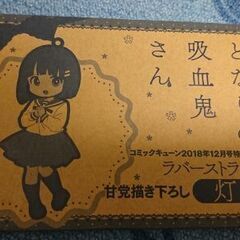 となりの
吸血鬼
さん
コミックキューン2018年12月号特
ラバーストラ
甘党描き下ろし
灯